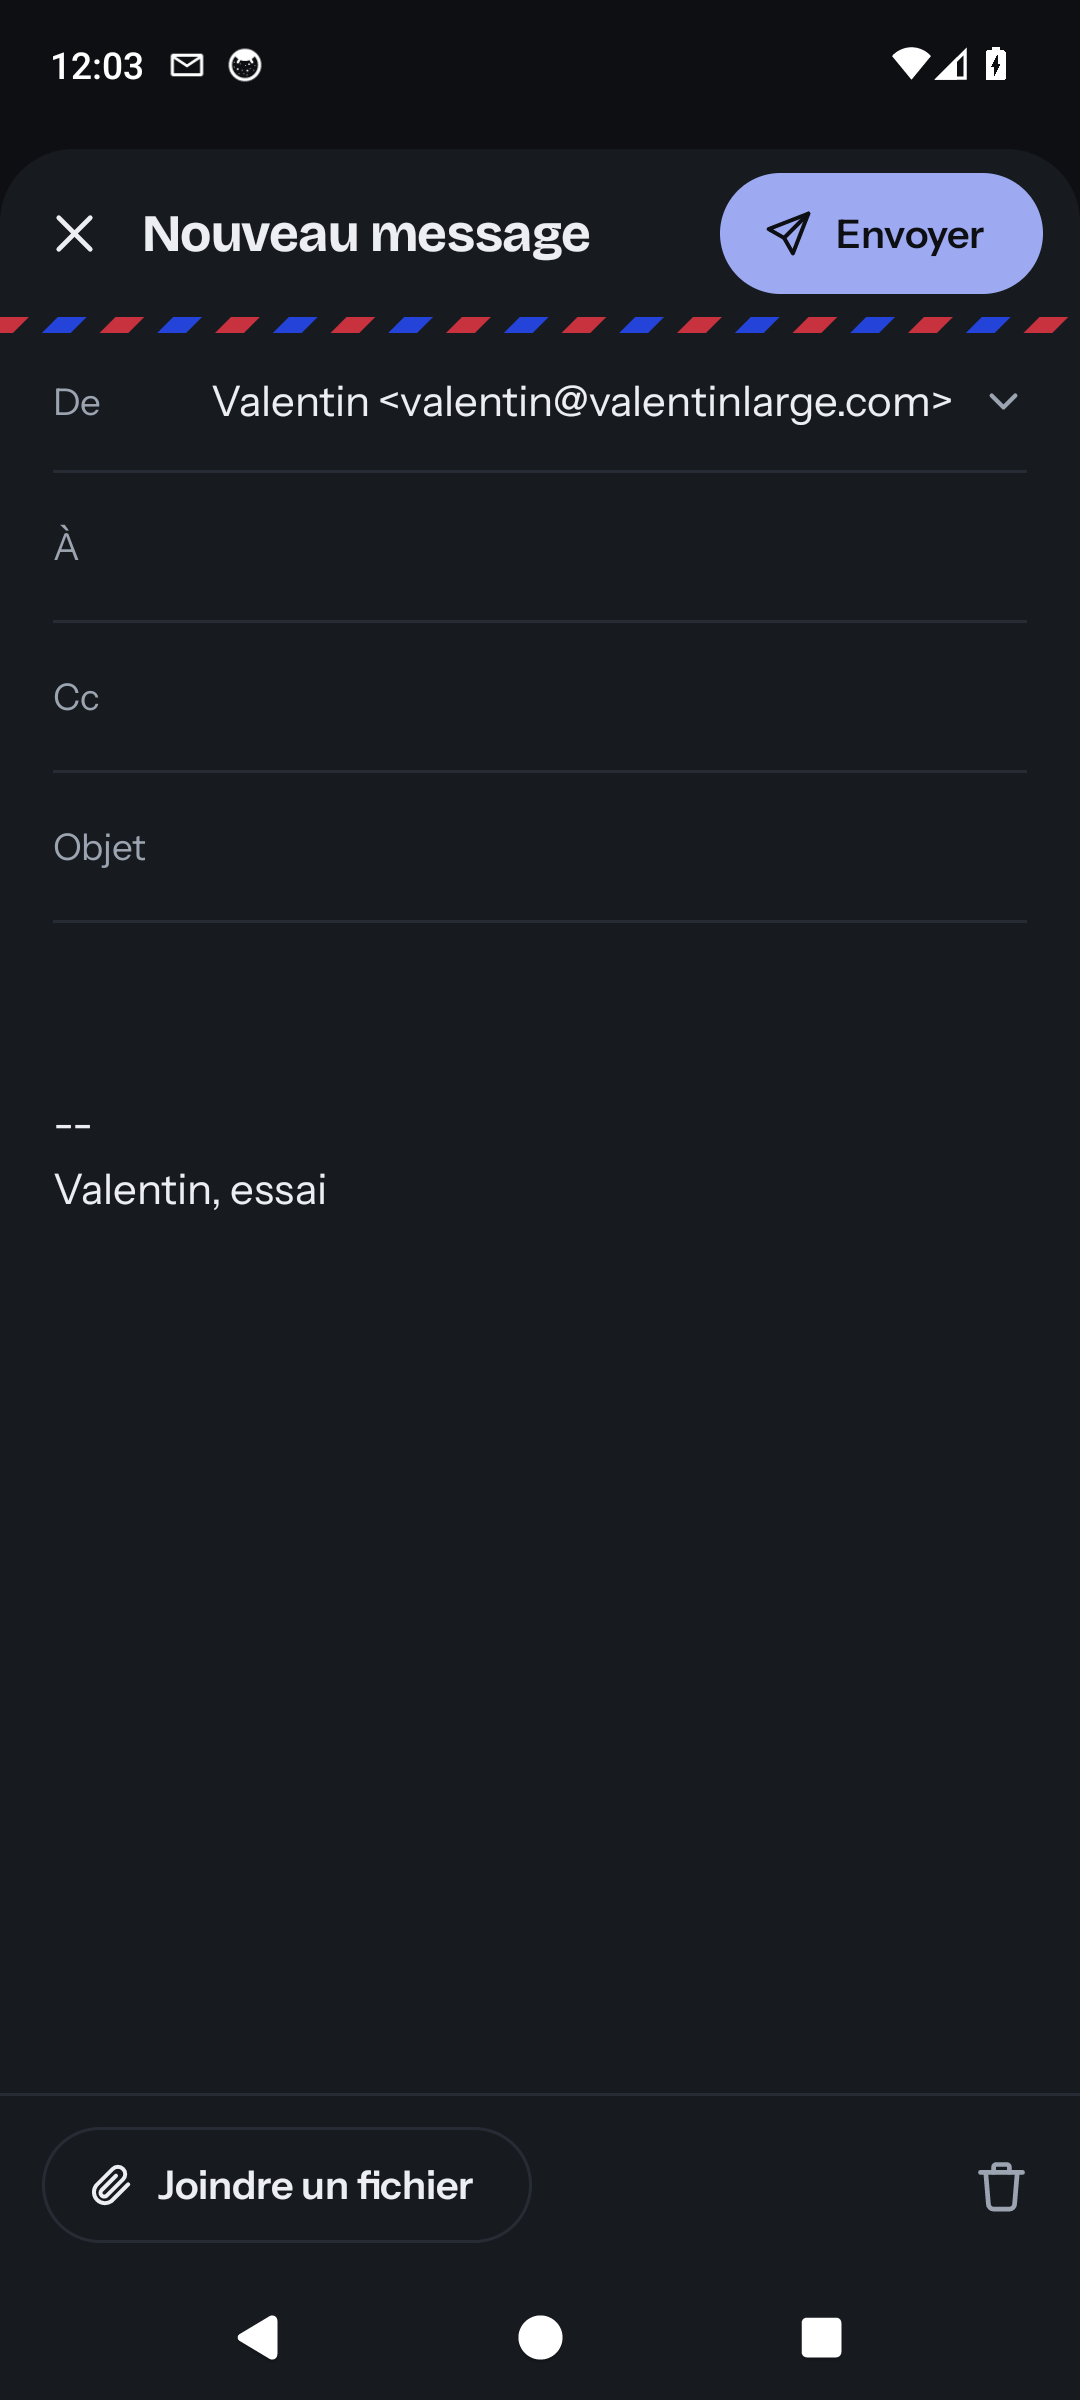 12:03
Nouveau message
Envoyer
De
Valentin <valentin@valentinlarge.com>
À
Cc
Objet
--
Valentin, essai
Joindre un fichier